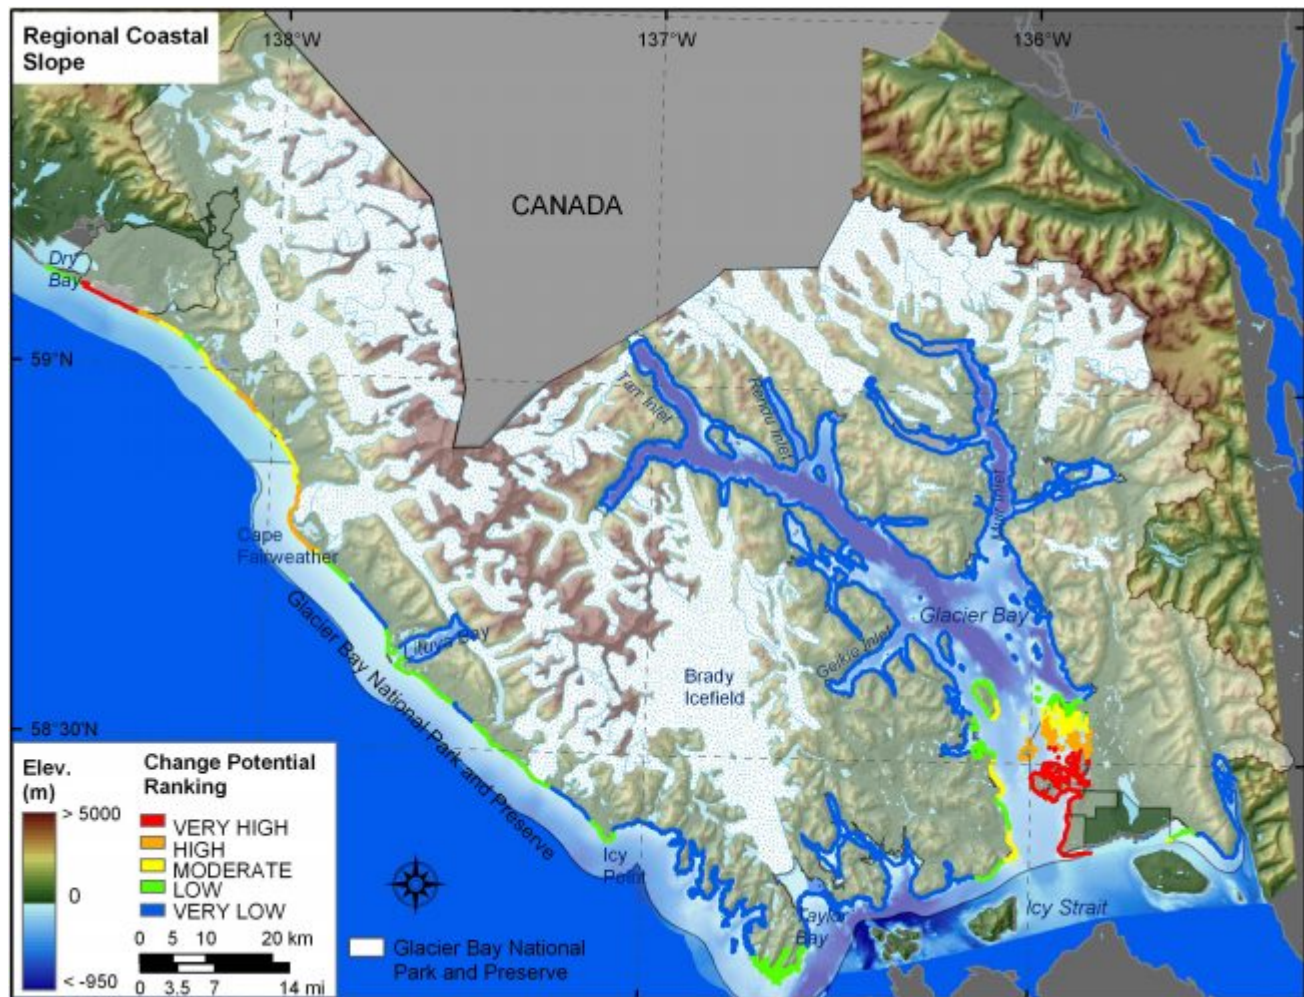 Regional Coastal
Slope
138°W
137°W
136°W
CANADA
Dry
Bay
59°N
Tarr Inlet
Rendu Inlet
Muir Inlet
Cape
Fairweather
Glacier Bay
Lituya Bay
Geikie Inlet
Brady
Icefield
Glacier Bay National Park and Preserve
58°30'N
Icy
Point
Taylor
Bay
Icy Strait
Elev.
(m)
> 5000
0
< -950
Change Potential
Ranking
VERY HIGH
HIGH
MODERATE
LOW
VERY LOW
0 5 10 20 km
0 3.5 7 14 mi
Glacier Bay National
Park and Preserve